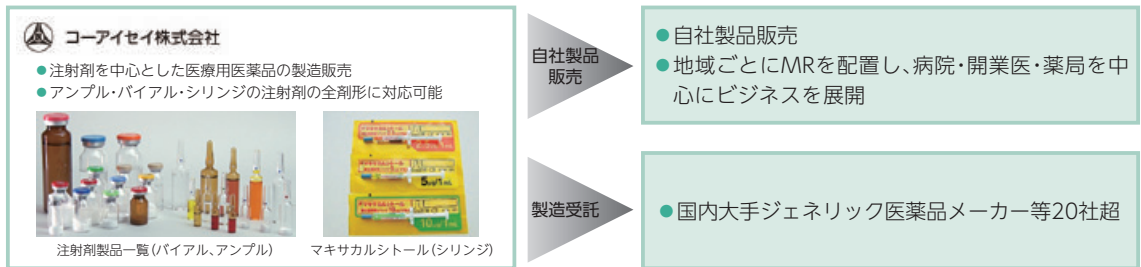 コーアイセイ株式会社
●注射剤を中心とした医療用医薬品の製造販売
●アンプル・バイアル・シリンジの注射剤の全剤形に対応可能
注射剤製品一覧(バイアル、アンプル)
マキサカルシトール(シリンジ)
5μg/1mL
自社製品
販売
●自社製品販売
●地域ごとにMRを配置し、病院・開業医・薬局を中
心にビジネスを展開
製造受託
●国内大手ジェネリック医薬品メーカー等20社超